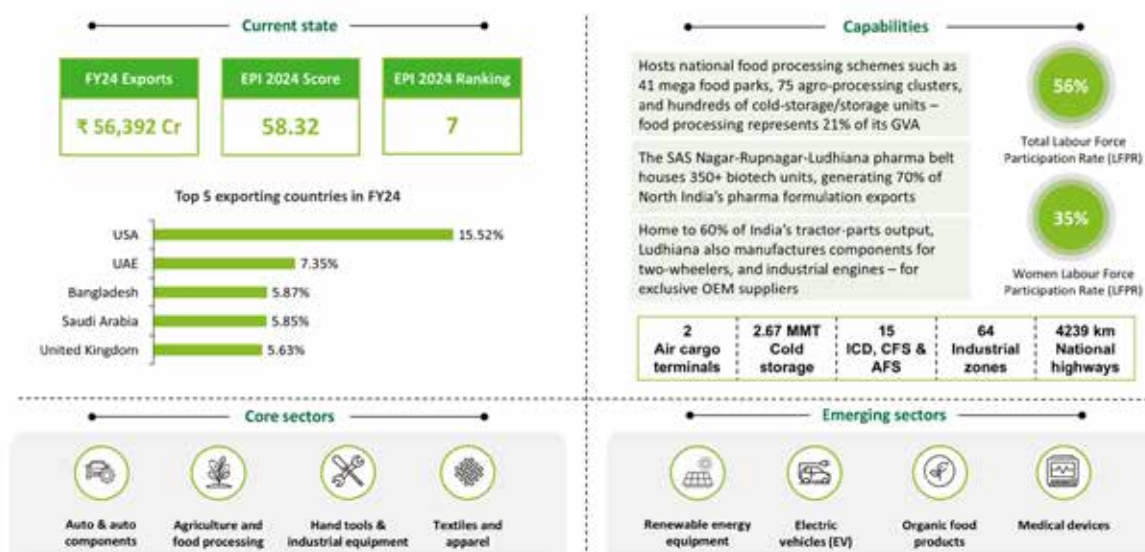 Current state
FY24 Exports
₹ 56,392 Cr
EPI 2024 Score
58.32
EPI 2024 Ranking
7
Top 5 exporting countries in FY24
USA
15.52%
UAE
7.35%
Bangladesh
5.87%
Saudi Arabia
5.85%
United Kingdom
5.63%
Capabilities
Hosts national food processing schemes such as
41 mega food parks, 75 agro-processing clusters,
and hundreds of cold-storage/storage units –
food processing represents 21% of its GVA
The SAS Nagar-Rupnagar-Ludhiana pharma belt
houses 350+ biotech units, generating 70% of
North India's pharma formulation exports
Home to 60% of India's tractor-parts output,
Ludhiana also manufactures components for
two-wheelers, and industrial engines – for
exclusive OEM suppliers
56%
Total Labour Force
Participation Rate (LFPR)
35%
Women Labour Force
Participation Rate (LFPR)
2
Air cargo
terminals
2.67 MMT
Cold
storage
15
ICD, CFS &
AFS
64
Industrial
zones
4239 km
National
highways
Core sectors
Auto & auto
components
Agriculture and
food processing
Hand tools &
industrial equipment
Textiles and
apparel
Emerging sectors
Renewable energy
equipment
Electric
vehicles (EV)
Organic food
products
Medical devices